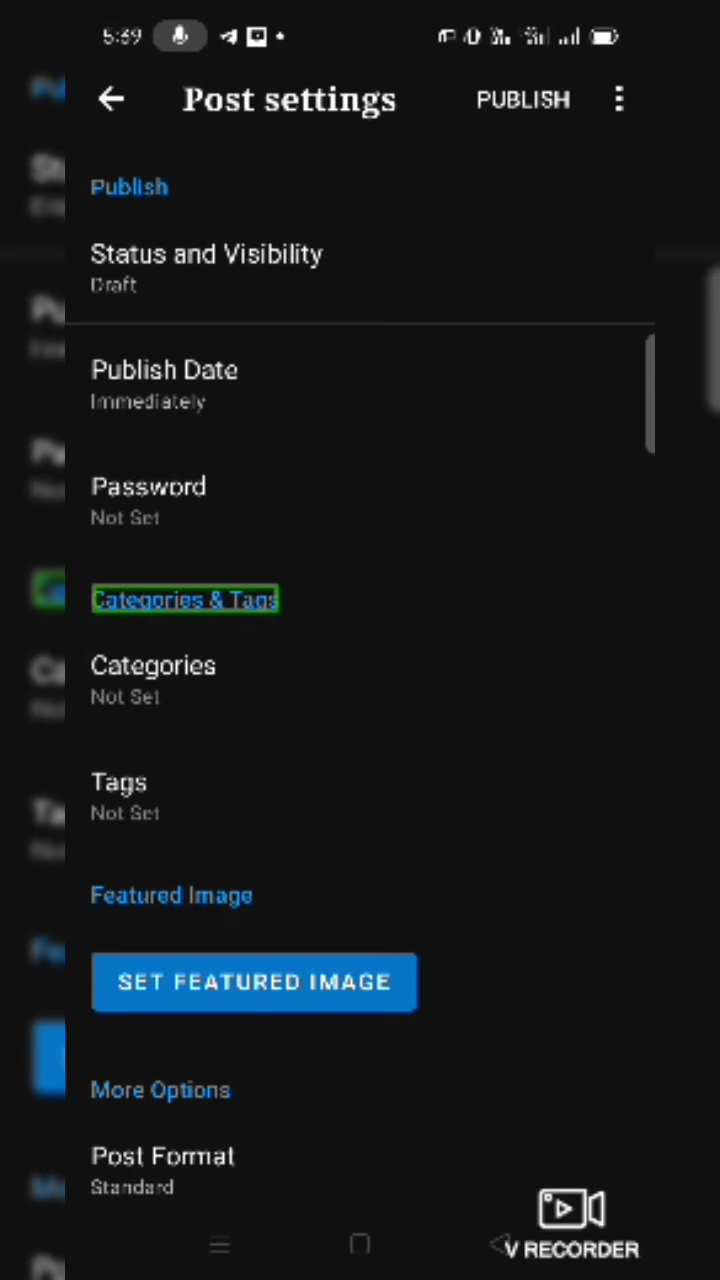 5:39
Post settings
PUBLISH
Publish
Status and Visibility
Draft
Publish Date
Immediately
Password
Not Set
Categories & Tags
Categories
Not Set
Tags
Not Set
Featured Image
SET FEATURED IMAGE
More Options
Post Format
Standard
V RECORDER